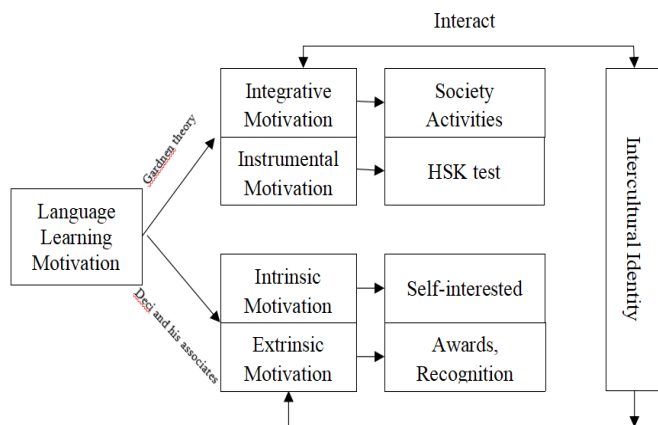 Interact
Integrative
Motivation
Society
Activities
Instrumental
Motivation
HSK test
Gardnen theory
Language
Learning
Motivation
Deci and his associates
Intrinsic
Motivation
Self-interested
Extrinsic
Motivation
Awards,
Recognition
Intercultural Identity